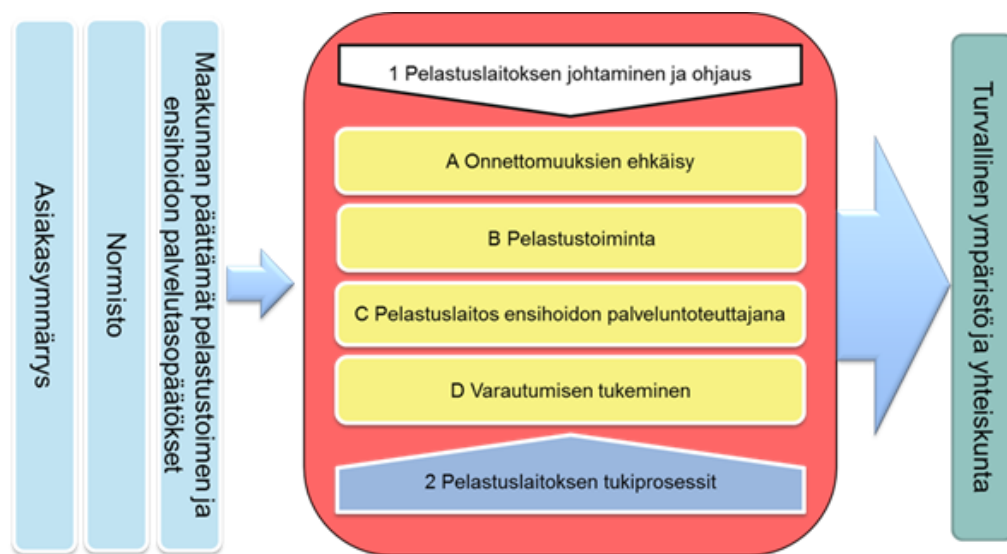 Asiakasymmärrys
Normisto
Maakunnan päättämät pelastustoimen ja
ensihoidon palvelutasopäätökset
1 Pelastuslaitoksen johtaminen ja ohjaus
A Onnettomuuksien ehkäisy
B Pelastustoiminta
C Pelastuslaitos ensihoidon palveluntoteuttajana
D Varautumisen tukeminen
2 Pelastuslaitoksen tukiprosessit
Turvallinen ympäristö ja yhteiskunta